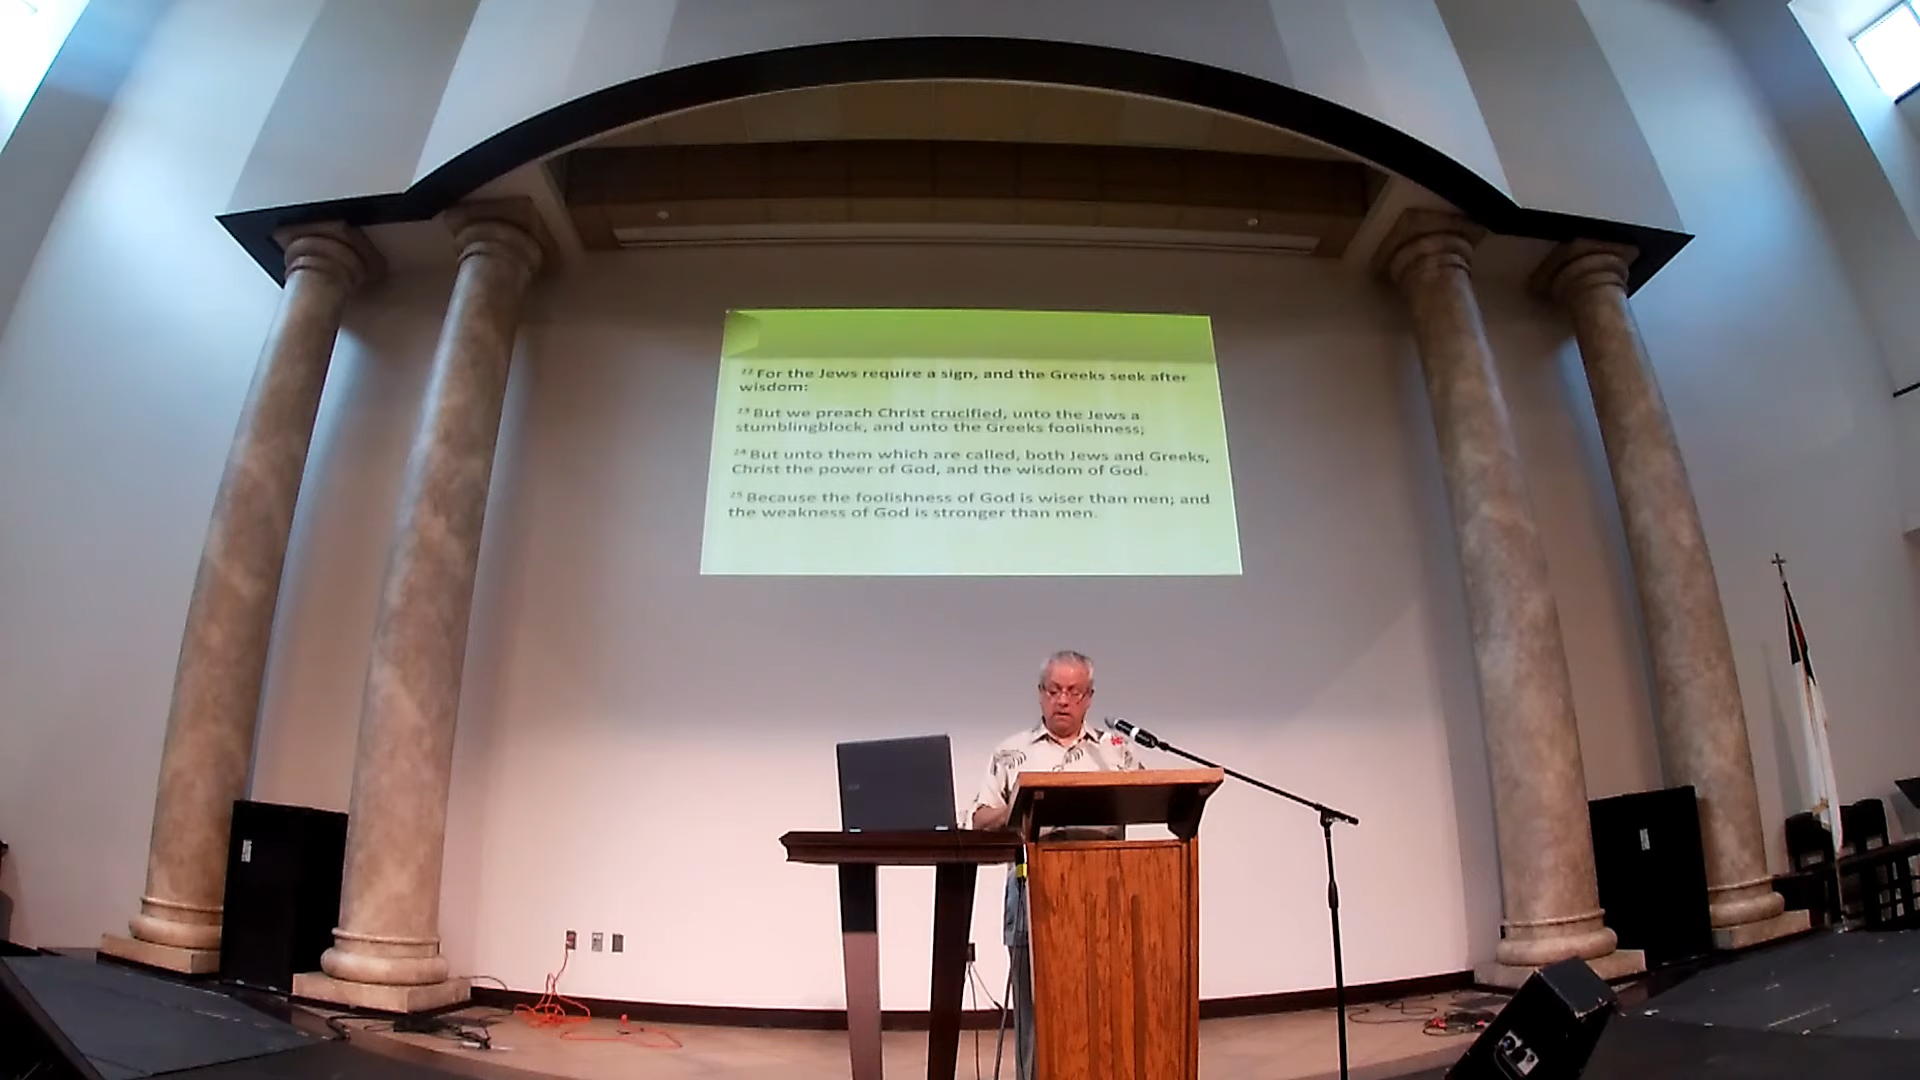 22 For the Jews require a sign, and the Greeks seek after
wisdom:
23 But we preach Christ crucified, unto the Jews a
stumblingblock, and unto the Greeks foolishness;
24 But unto them which are called, both Jews and Greeks,
Christ the power of God, and the wisdom of God.
25 Because the foolishness of God is wiser than men; and
the weakness of God is stronger than men.